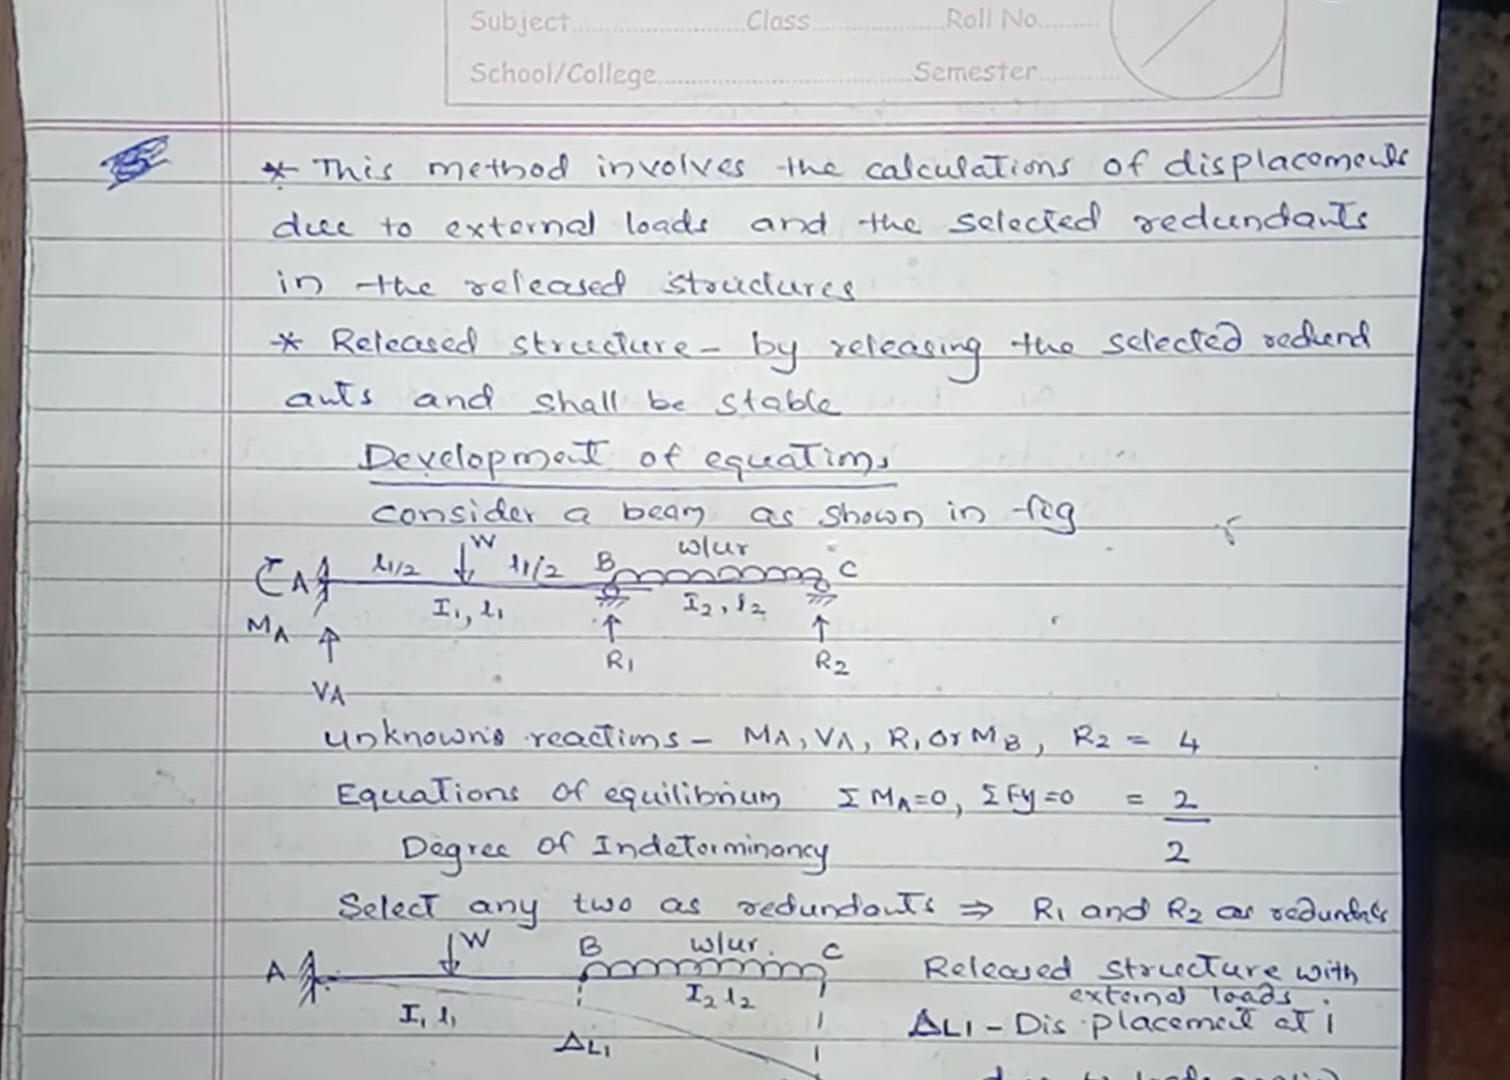 Subject..................Class..................Roll No..........
School/College..................................Semester..........
* This method involves the calculations of displacements
due to external loads and the selected redundants
in the released structures
* Released structure - by releasing the selected redund
ants and shall be stable
Development of equations
consider a beam as shown in fig
l1/2 W l1/2 B w/ur C
A I1, l1 I2, l2
MA R1 R2
VA
unknowns reactions - MA, VA, R1 or MB, R2 = 4
Equations of equilibrium ΣMA=0, ΣFy=0 = 2
Degree of Indeterminancy 2
Select any two as redundants ⇒ R1 and R2 as redundnts
A W B w/ur. C Released structure with
I1 l1 I2 l2 external loads.
ΔL1 ΔL1 - Displacement at 1
due to loads